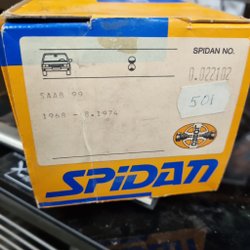 SPIDAN NO.
0.022102
SAAB 99
501
1968 - 8.1974
SPIDAN